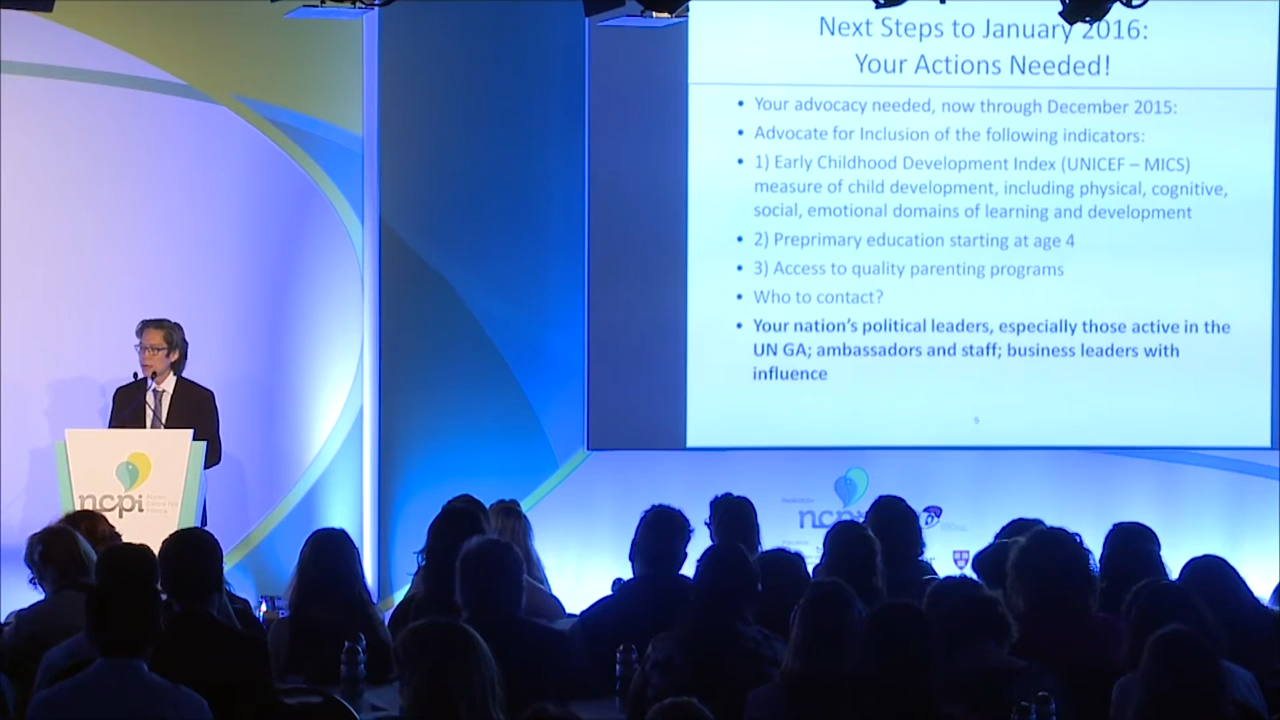 Next Steps to January 2016:
Your Actions Needed!
• Your advocacy needed, now through December 2015:
• Advocate for Inclusion of the following indicators:
• 1) Early Childhood Development Index (UNICEF – MICS)
measure of child development, including physical, cognitive,
social, emotional domains of learning and development
• 2) Preprimary education starting at age 4
• 3) Access to quality parenting programs
• Who to contact?
• Your nation's political leaders, especially those active in the
UN GA; ambassadors and staff; business leaders with
influence
9
ncpi